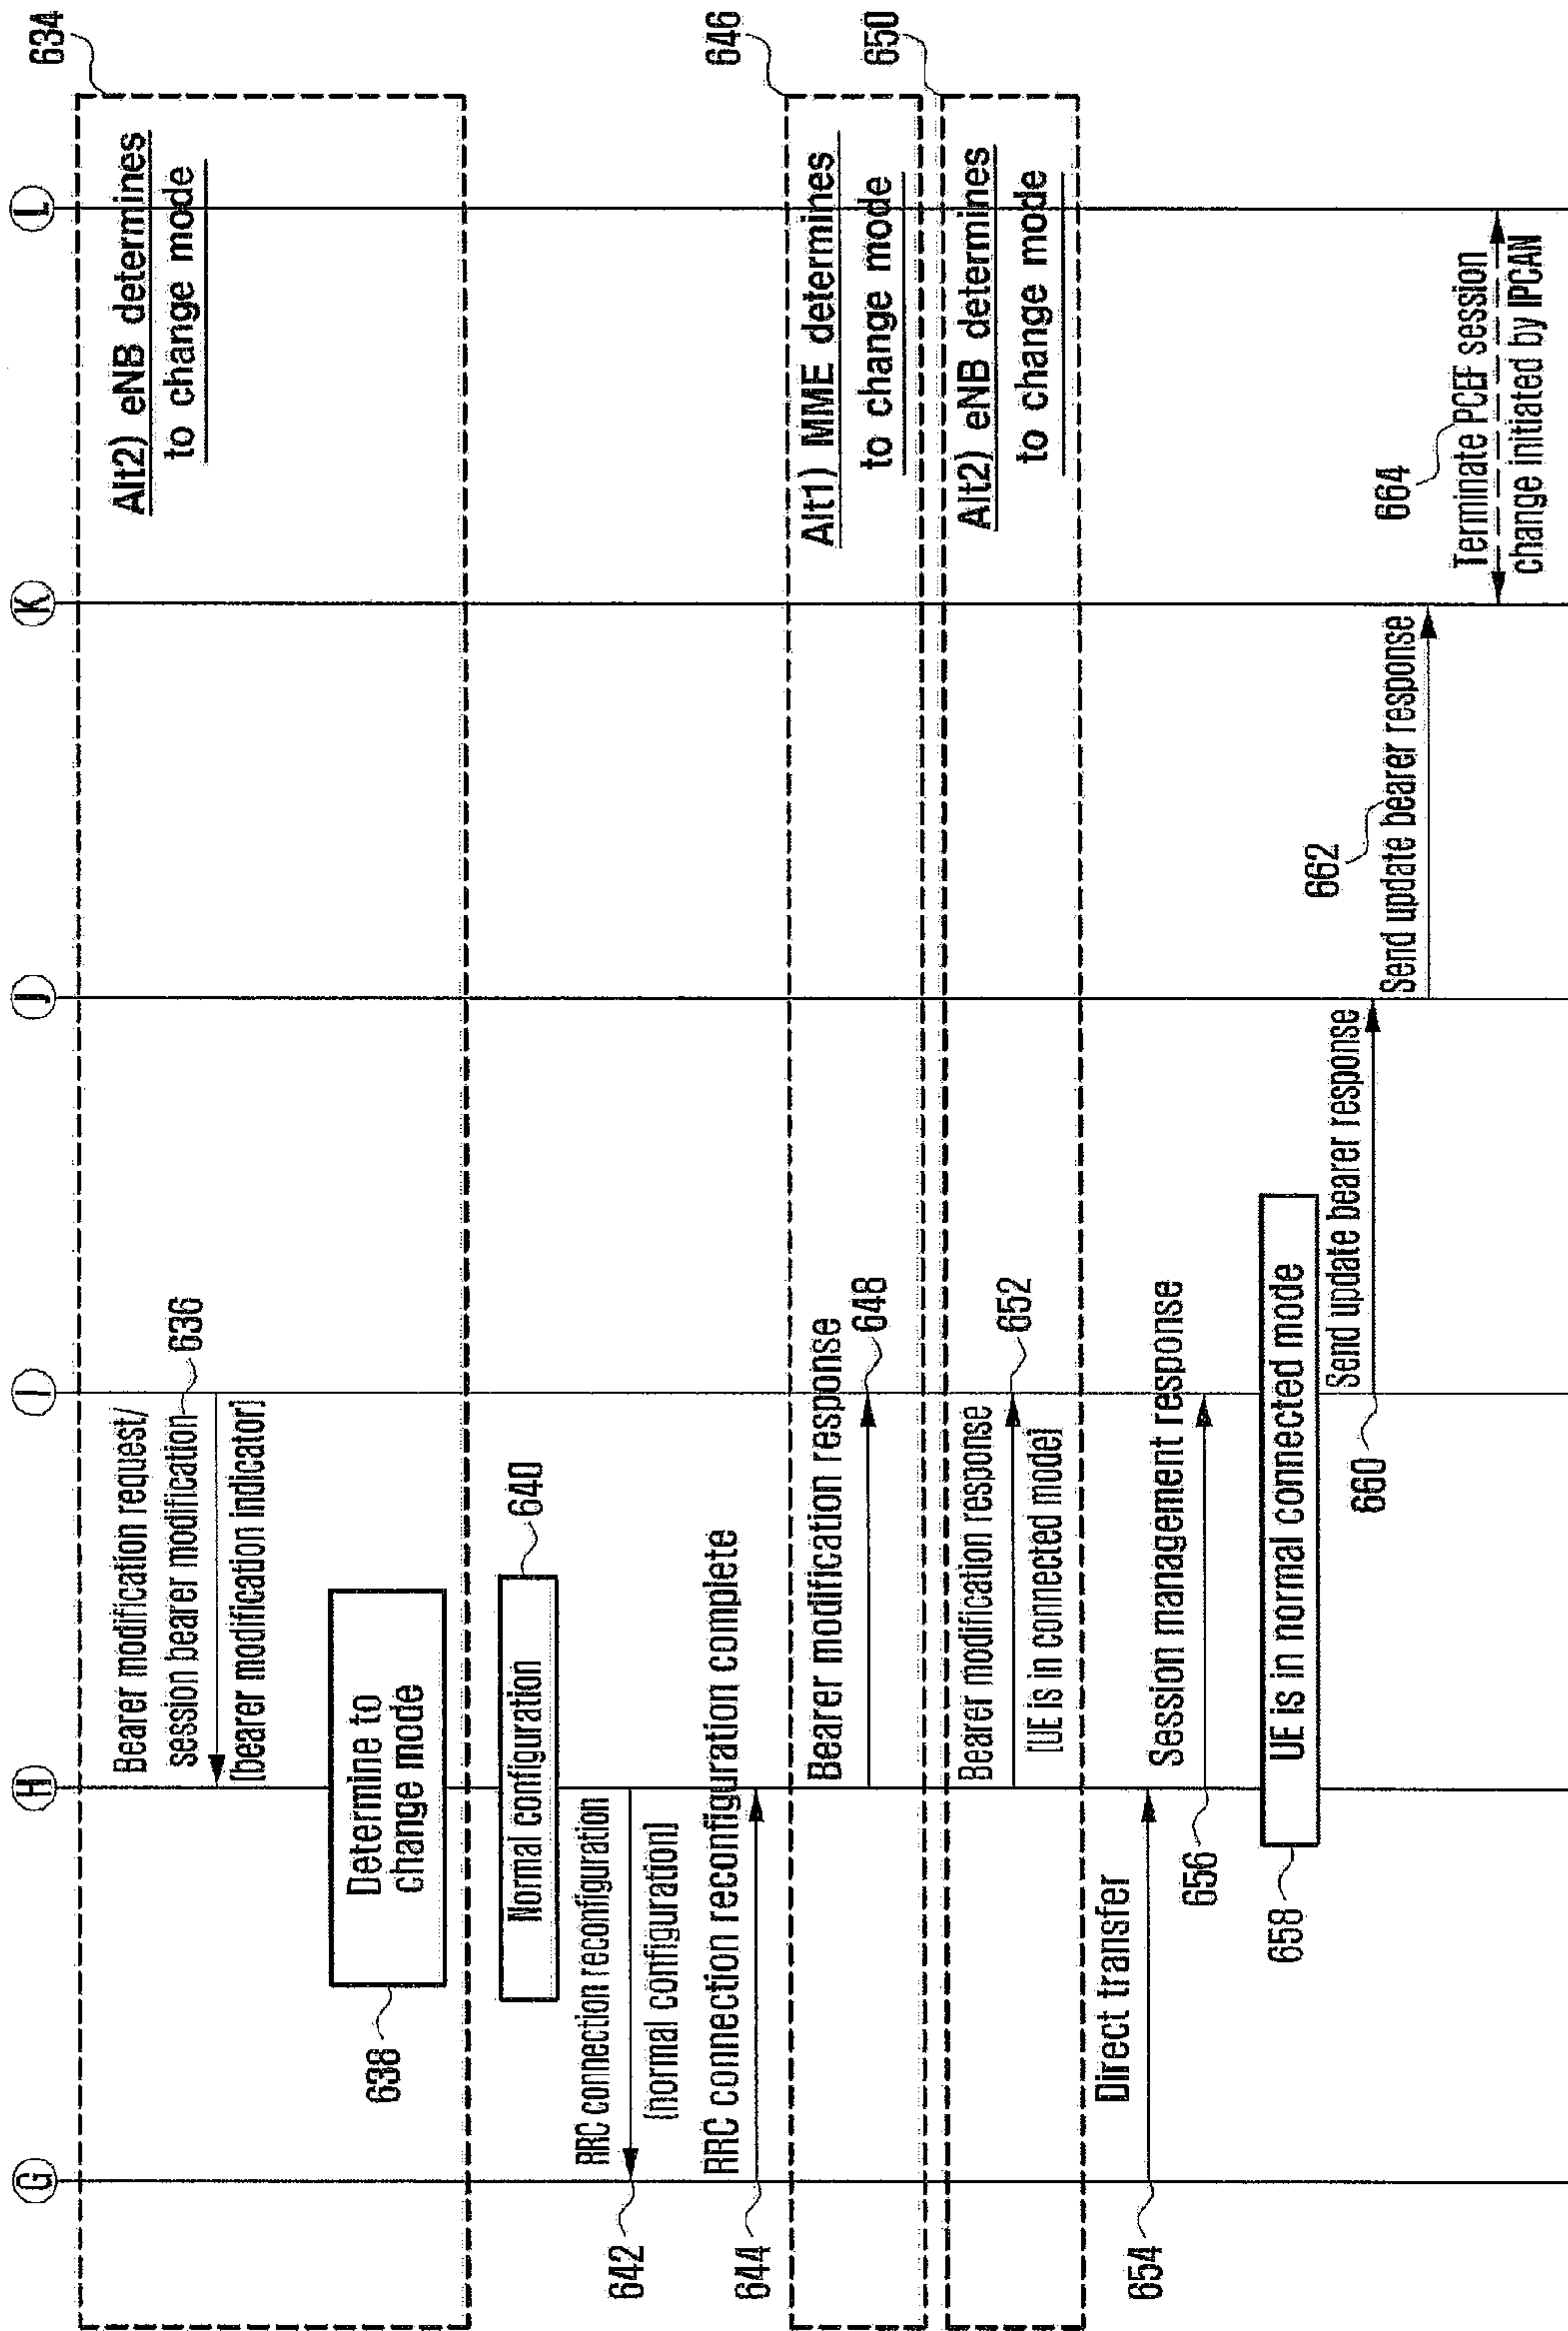 G
H
I
J
K
L
634
Alt2) eNB determines
to change mode
Bearer modification request/
session bearer modification
636
(bearer modification indicator)
Determine to
change mode
638
Normal configuration
640
RRC connection reconfiguration
(normal configuration)
642
RRC connection reconfiguration complete
644
646
Alt1) MME determines
to change mode
Bearer modification response
648
650
Alt2) eNB determines
to change mode
Bearer modification response
652
(UE is in connected mode)
Direct transfer
654
Session management response
656
UE is in normal connected mode
658
Send update bearer response
660
662
Send update bearer response
664
Terminate PCEF session
change initiated by IPCAN